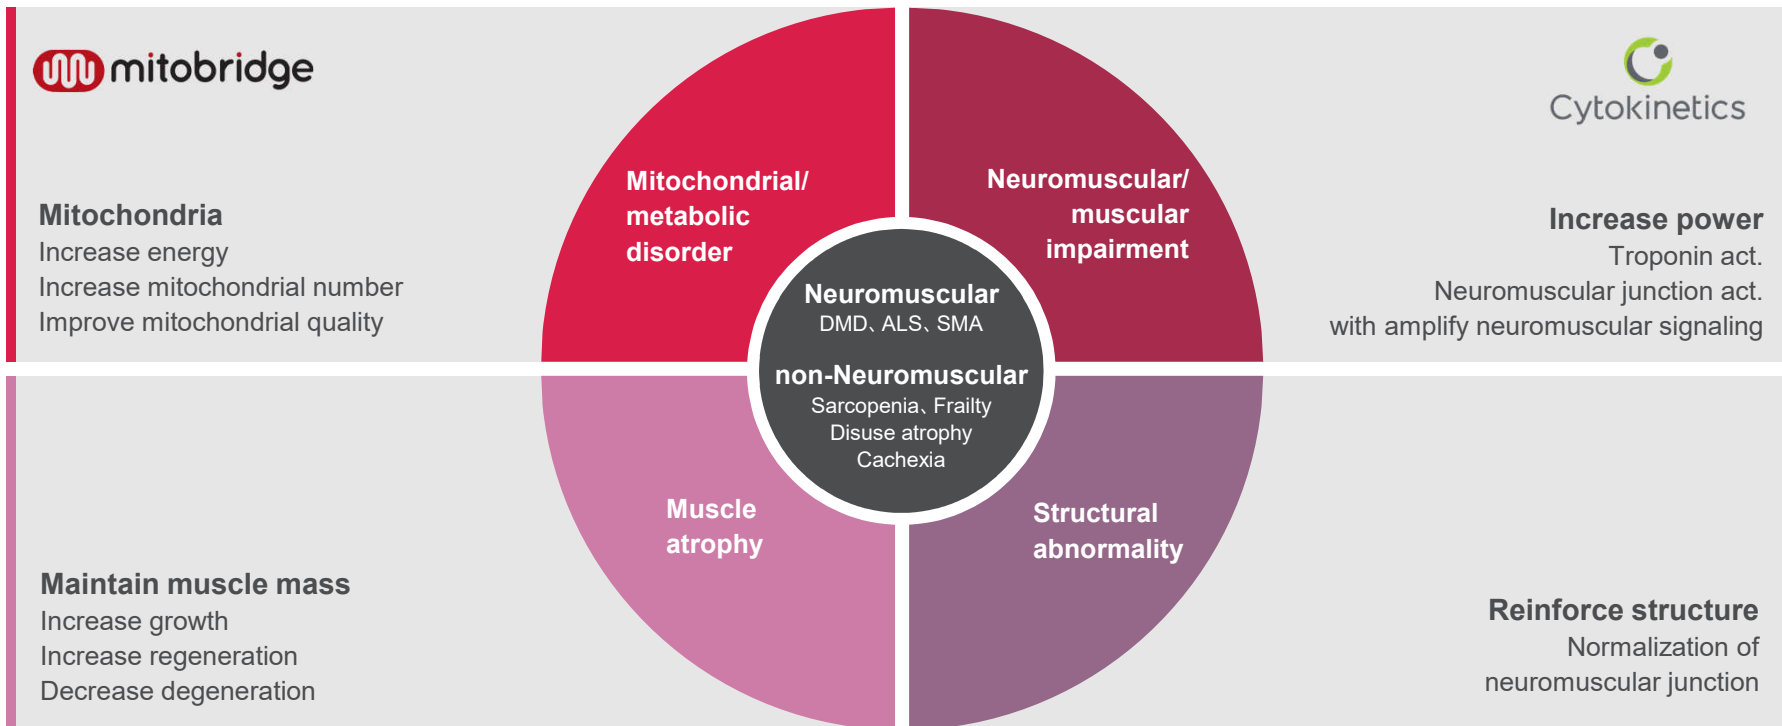 mitobridge
Mitochondria
Increase energy
Increase mitochondrial number
Improve mitochondrial quality
Mitochondrial/
metabolic
disorder
Neuromuscular/
muscular
impairment
Cytokinetics
Increase power
Troponin act.
Neuromuscular junction act.
with amplify neuromuscular signaling
Neuromuscular
DMD、ALS、SMA
non-Neuromuscular
Sarcopenia、Frailty
Disuse atrophy
Cachexia
Muscle
atrophy
Maintain muscle mass
Increase growth
Increase regeneration
Decrease degeneration
Structural
abnormality
Reinforce structure
Normalization of
neuromuscular junction